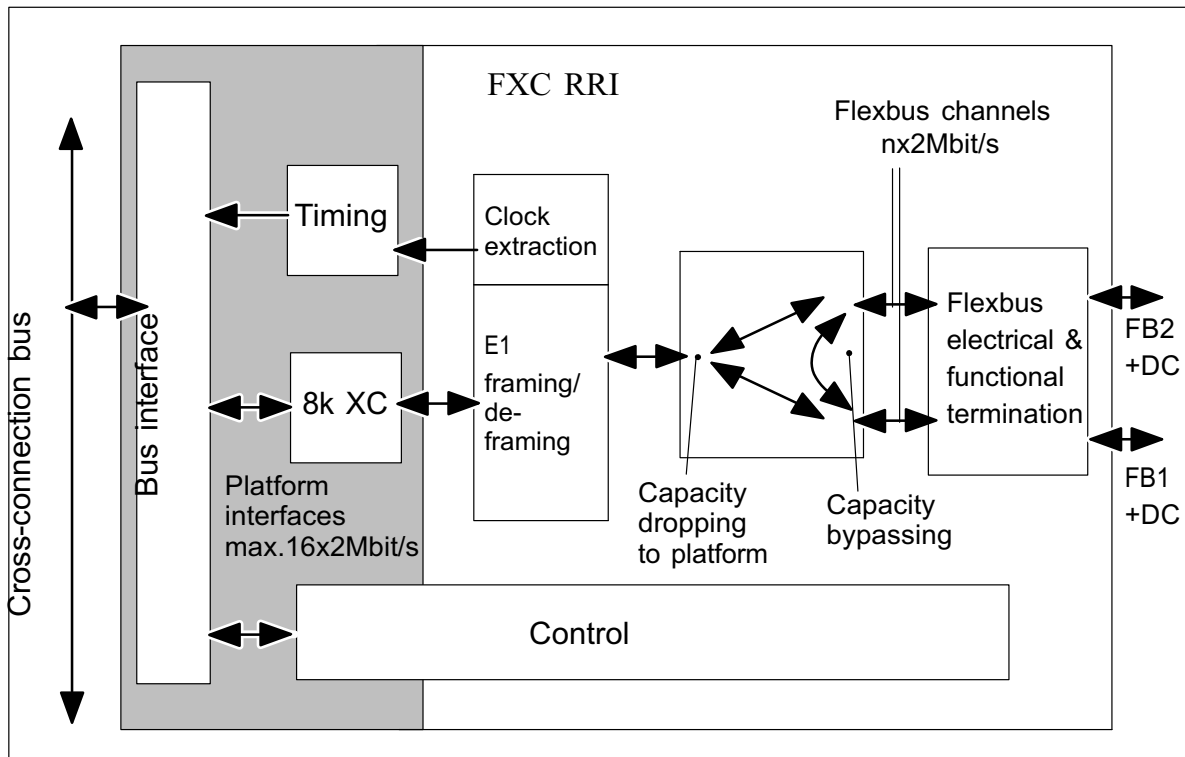 FXC RRI
Flexbus channels
nx2Mbit/s
Timing
Clock
extraction
Cross-connection bus
Bus interface
8k XC
E1
framing/
de-
framing
Flexbus
electrical &
functional
termination
FB2
+DC
FB1
+DC
Platform
interfaces
max.16x2Mbit/s
Capacity
dropping
to platform
Capacity
bypassing
Control